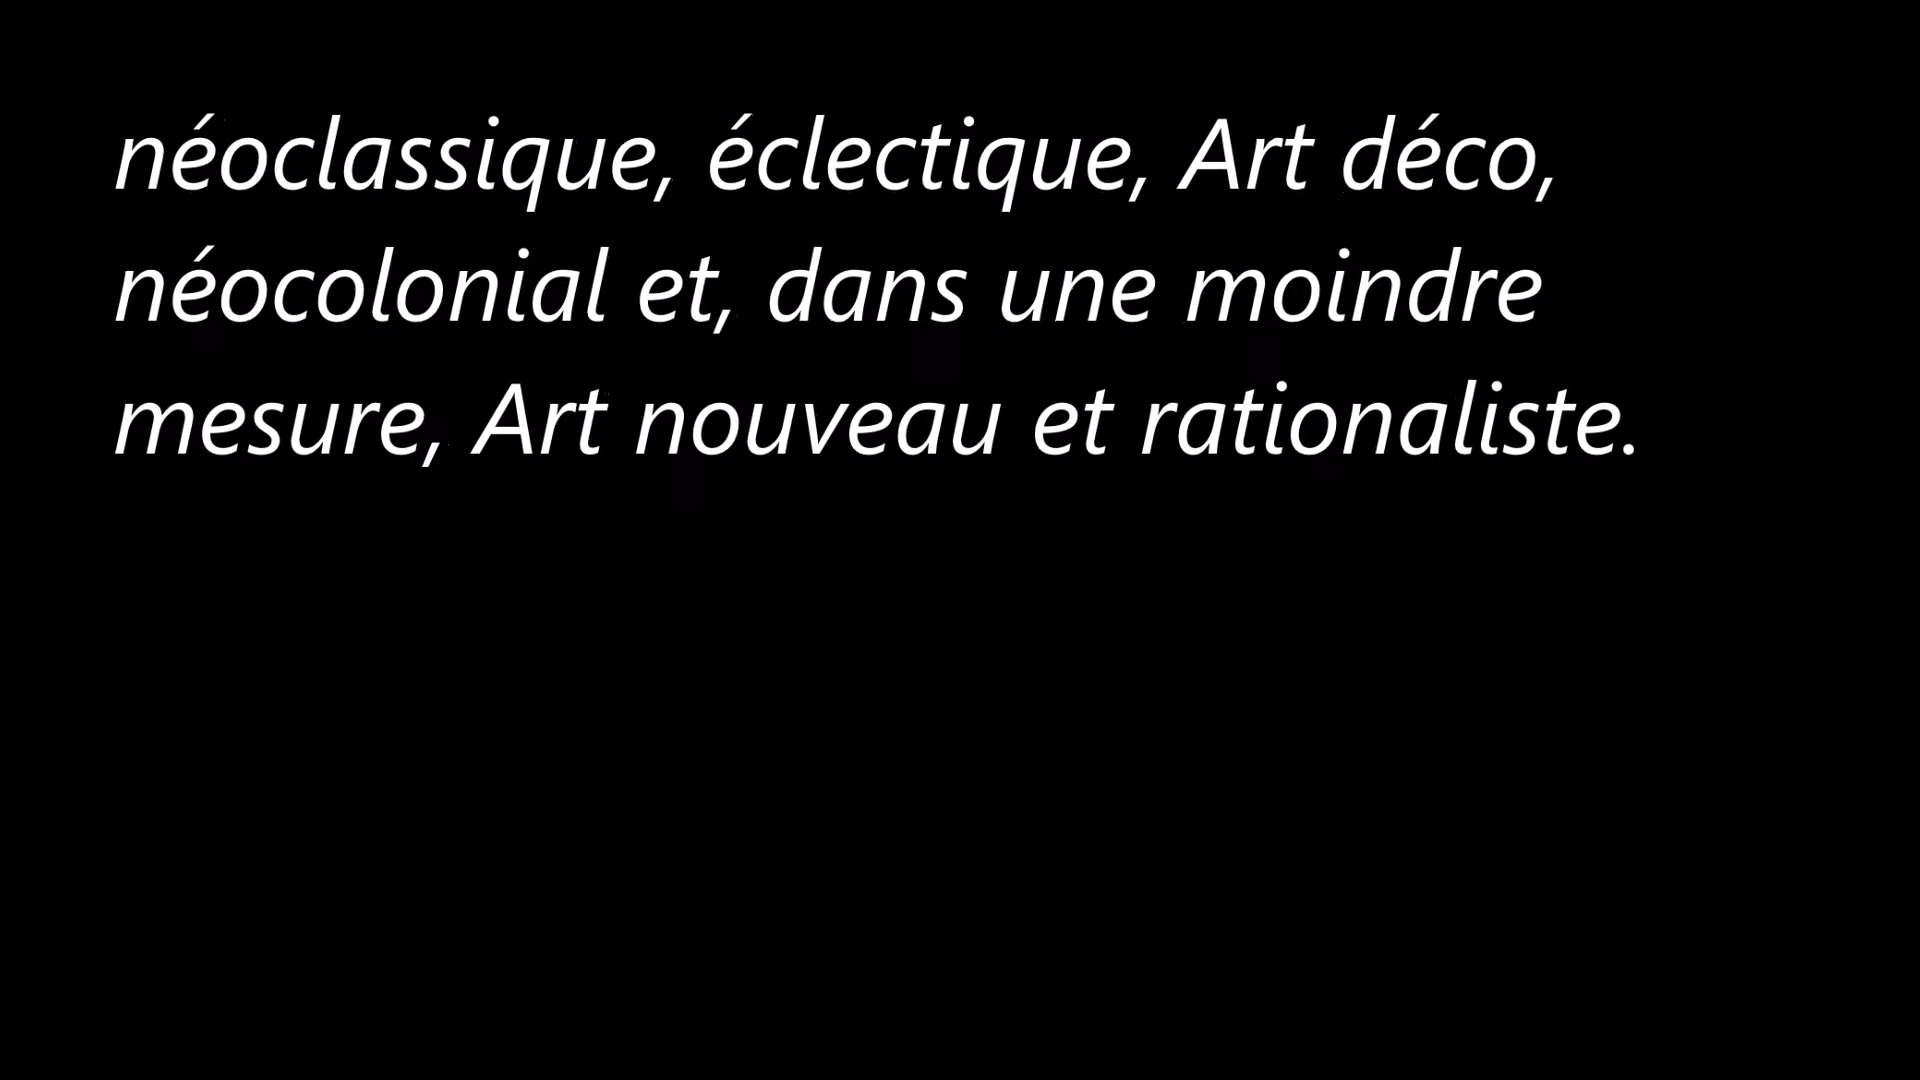 néoclassique, éclectique, Art déco,
néocolonial et, dans une moindre
mesure, Art nouveau et rationaliste.